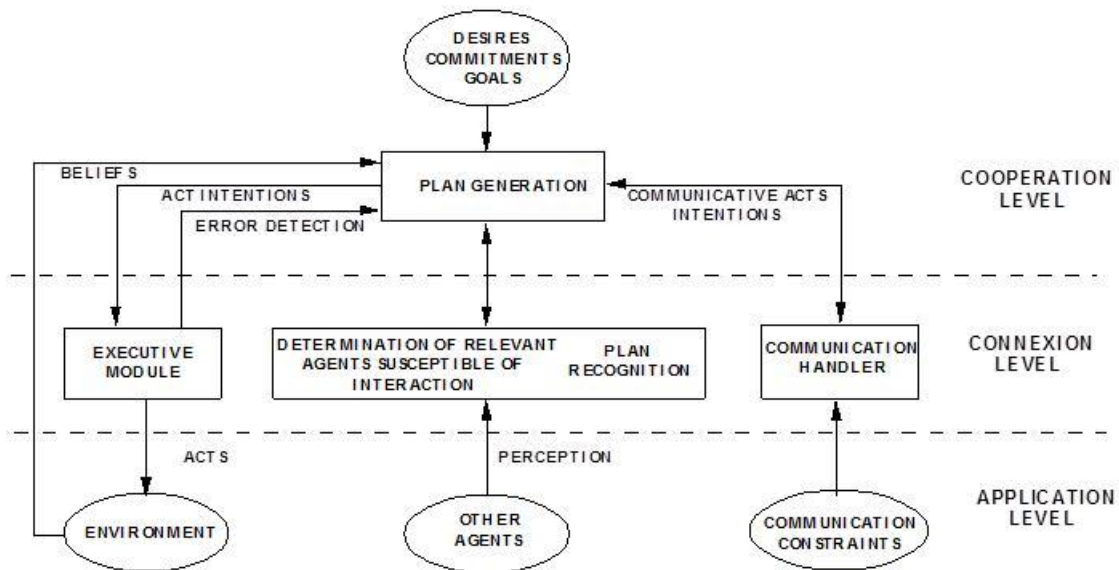 DESIRES
COMMITMENTS
GOALS
BELIEFS
PLAN GENERATION
ACT INTENTIONS
COMMUNICATIVE ACTS
INTENTIONS
ERROR DETECTION
COOPERATION
LEVEL
EXECUTIVE
MODULE
DETERMINATION OF RELEVANT
AGENTS SUSCEPTIBLE OF
INTERACTION
PLAN
RECOGNITION
COMMUNICATION
HANDLER
CONNEXION
LEVEL
ACTS
PERCEPTION
ENVIRONMENT
OTHER
AGENTS
COMMUNICATION
CONSTRAINTS
APPLICATION
LEVEL